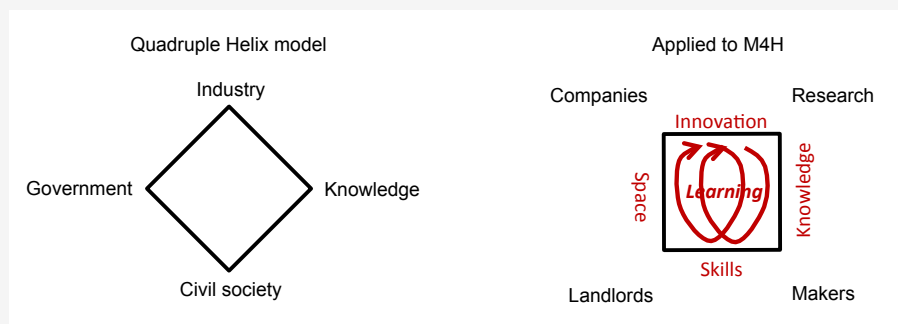 Quadruple Helix model
Industry
Government
Knowledge
Civil society
Applied to M4H
Companies
Research
Innovation
Space
Learning
Knowledge
Skills
Landlords
Makers